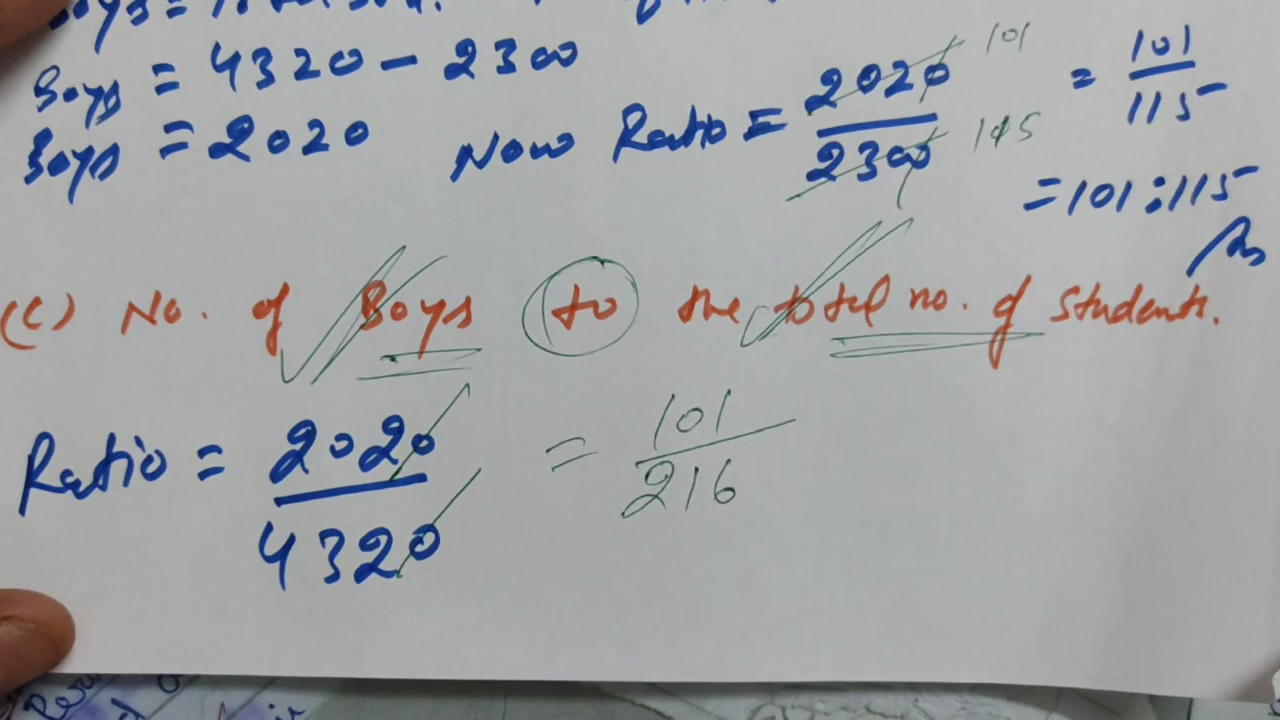 Boys = 4320 - 2300
Boys = 2020 Now Ratio = 2020/2300 101 115 = 101/115
= 101 : 115
Ans
(C) No. of Boys to the total no. of Students.
Ratio = 2020/4320 = 101/216